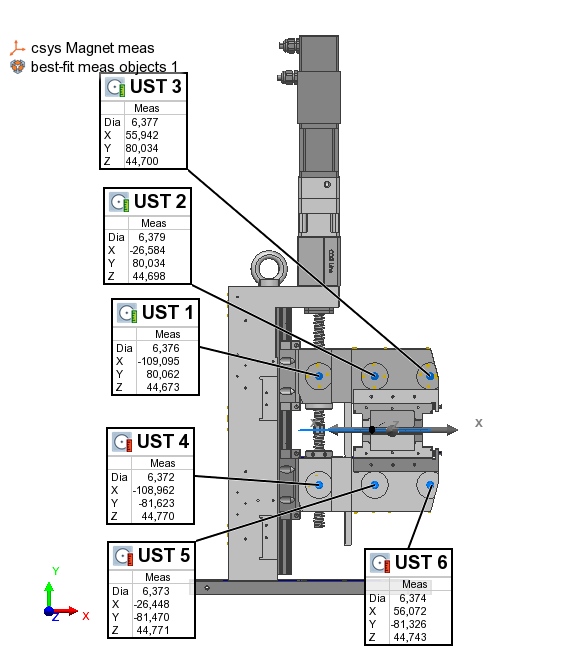 csys Magnet meas
best-fit meas objects 1
UST 3
Meas
Dia 6,377
X 55,942
Y 80,034
Z 44,700
UST 2
Meas
Dia 6,379
X -26,584
Y 80,034
Z 44,698
UST 1
Meas
Dia 6,376
X -109,095
Y 80,062
Z 44,673
UST 4
Meas
Dia 6,372
X -108,962
Y -81,623
Z 44,770
UST 5
Meas
Dia 6,373
X -26,448
Y -81,470
Z 44,771
UST 6
Meas
Dia 6,374
X 56,072
Y -81,326
Z 44,743
X
Z
Y
Z
X